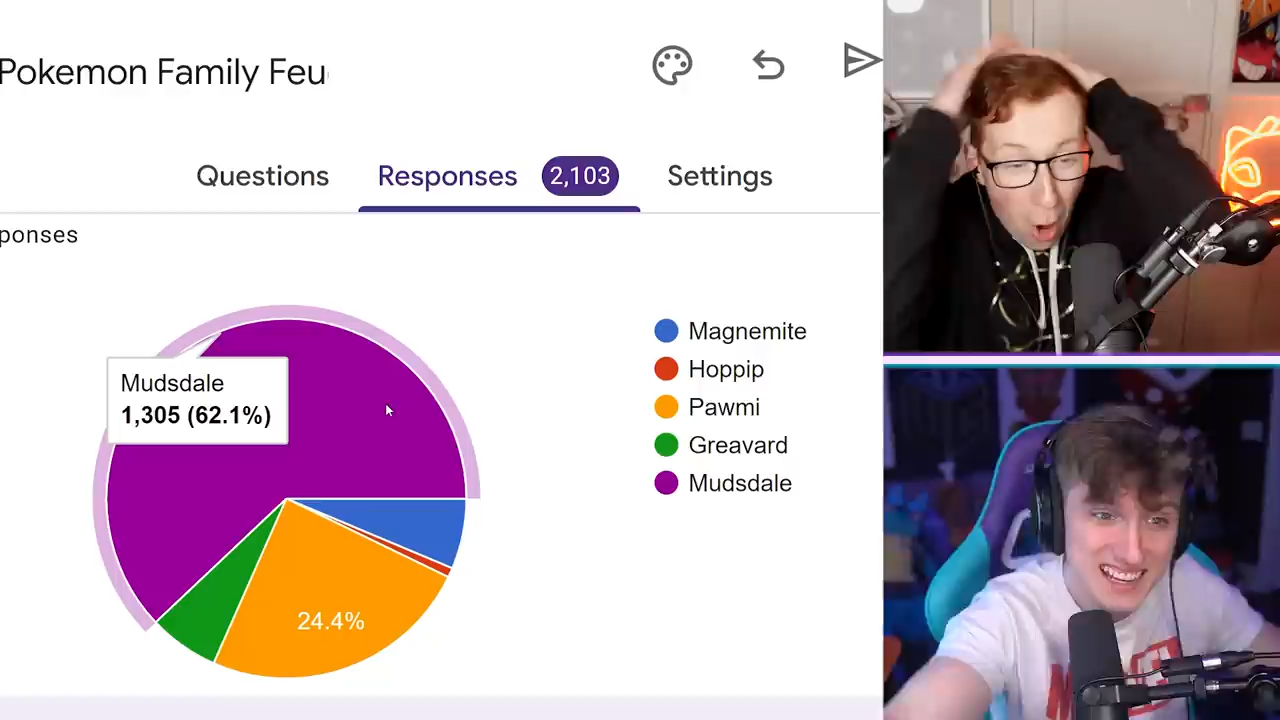 Pokemon Family Feu
Questions
Responses
2,103
Settings
ponses
Mudsdale
1,305 (62.1%)
24.4%
Magnemite
Hoppip
Pawmi
Greavard
Mudsdale